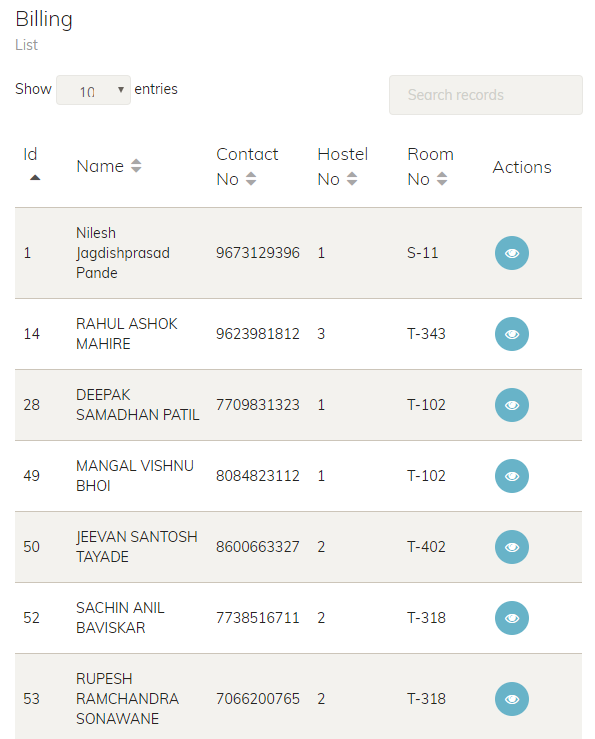 Billing
List
Show 10 entries
Search records
Id Name Contact No Hostel No Room No Actions
1 Nilesh Jagdishprasad Pande 9673129396 1 S-11
14 RAHUL ASHOK MAHIRE 9623981812 3 T-343
28 DEEPAK SAMADHAN PATIL 7709831323 1 T-102
49 MANGAL VISHNU BHOI 8084823112 1 T-102
50 JEEVAN SANTOSH TAYADE 8600663327 2 T-402
52 SACHIN ANIL BAVISKAR 7738516711 2 T-318
53 RUPESH RAMCHANDRA SONAWANE 7066200765 2 T-318